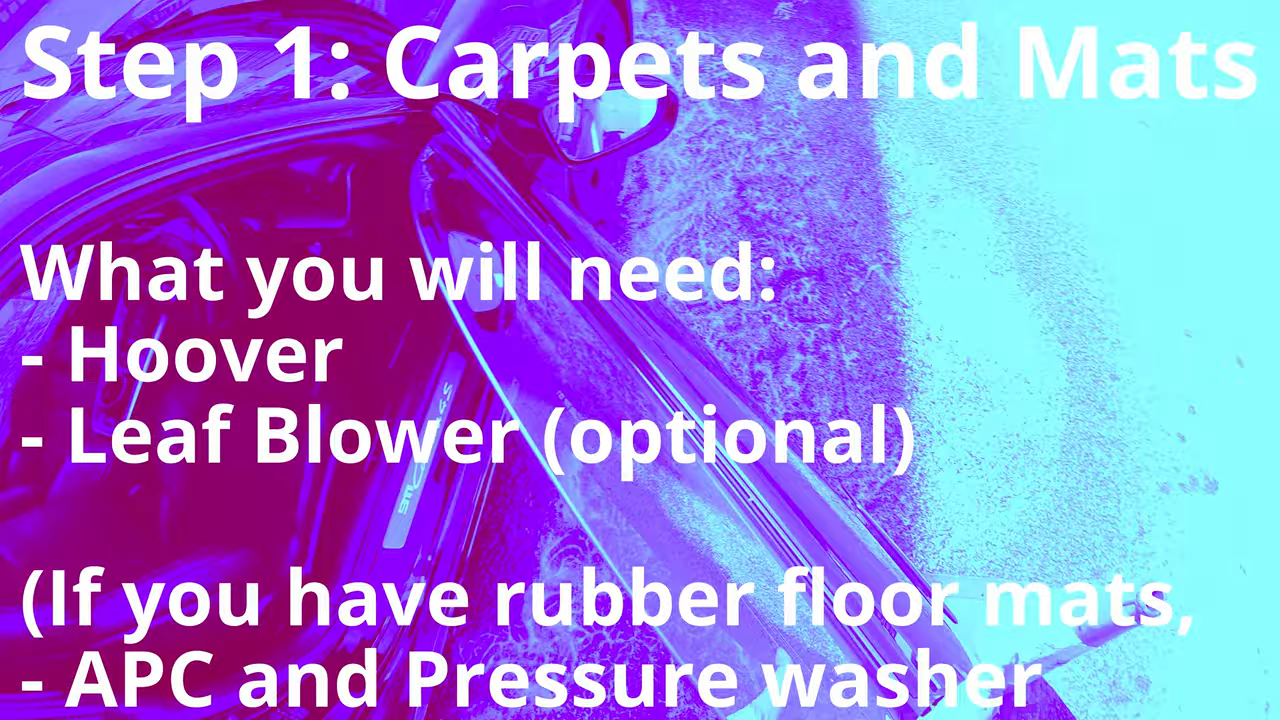 Step 1: Carpets and Mats
What you will need:
- Hoover
- Leaf Blower (optional)
(If you have rubber floor mats,
- APC and Pressure washer